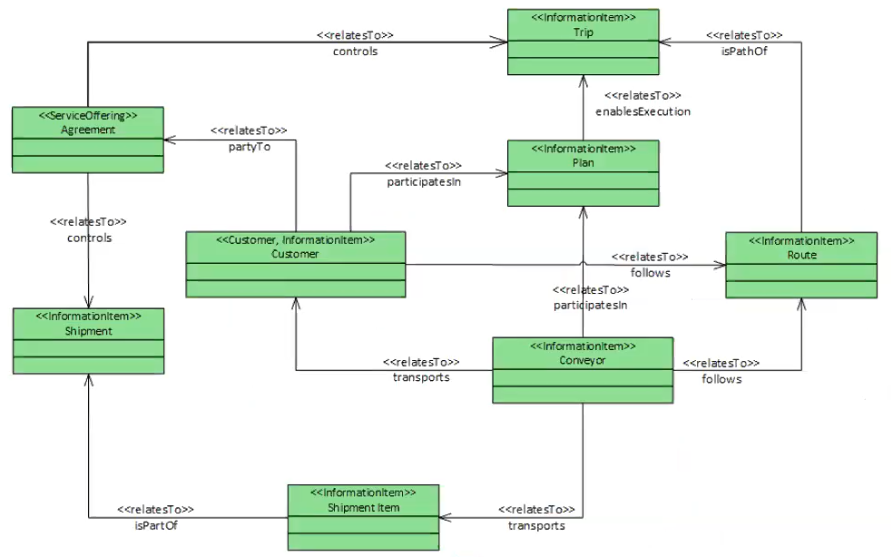 <<InformationItem>>
Trip
<<relatesTo>>
controls
<<relatesTo>>
isPathOf
<<relatesTo>>
enablesExecution
<<ServiceOffering>>
Agreement
<<relatesTo>>
partyTo
<<InformationItem>>
Plan
<<relatesTo>>
participatesIn
<<relatesTo>>
controls
<<Customer, InformationItem>>
Customer
<<InformationItem>>
Route
<<relatesTo>>
follows
<<relatesTo>>
participatesIn
<<InformationItem>>
Shipment
<<InformationItem>>
Conveyor
<<relatesTo>>
transports
<<relatesTo>>
follows
<<InformationItem>>
Shipment Item
<<relatesTo>>
isPartOf
<<relatesTo>>
transports